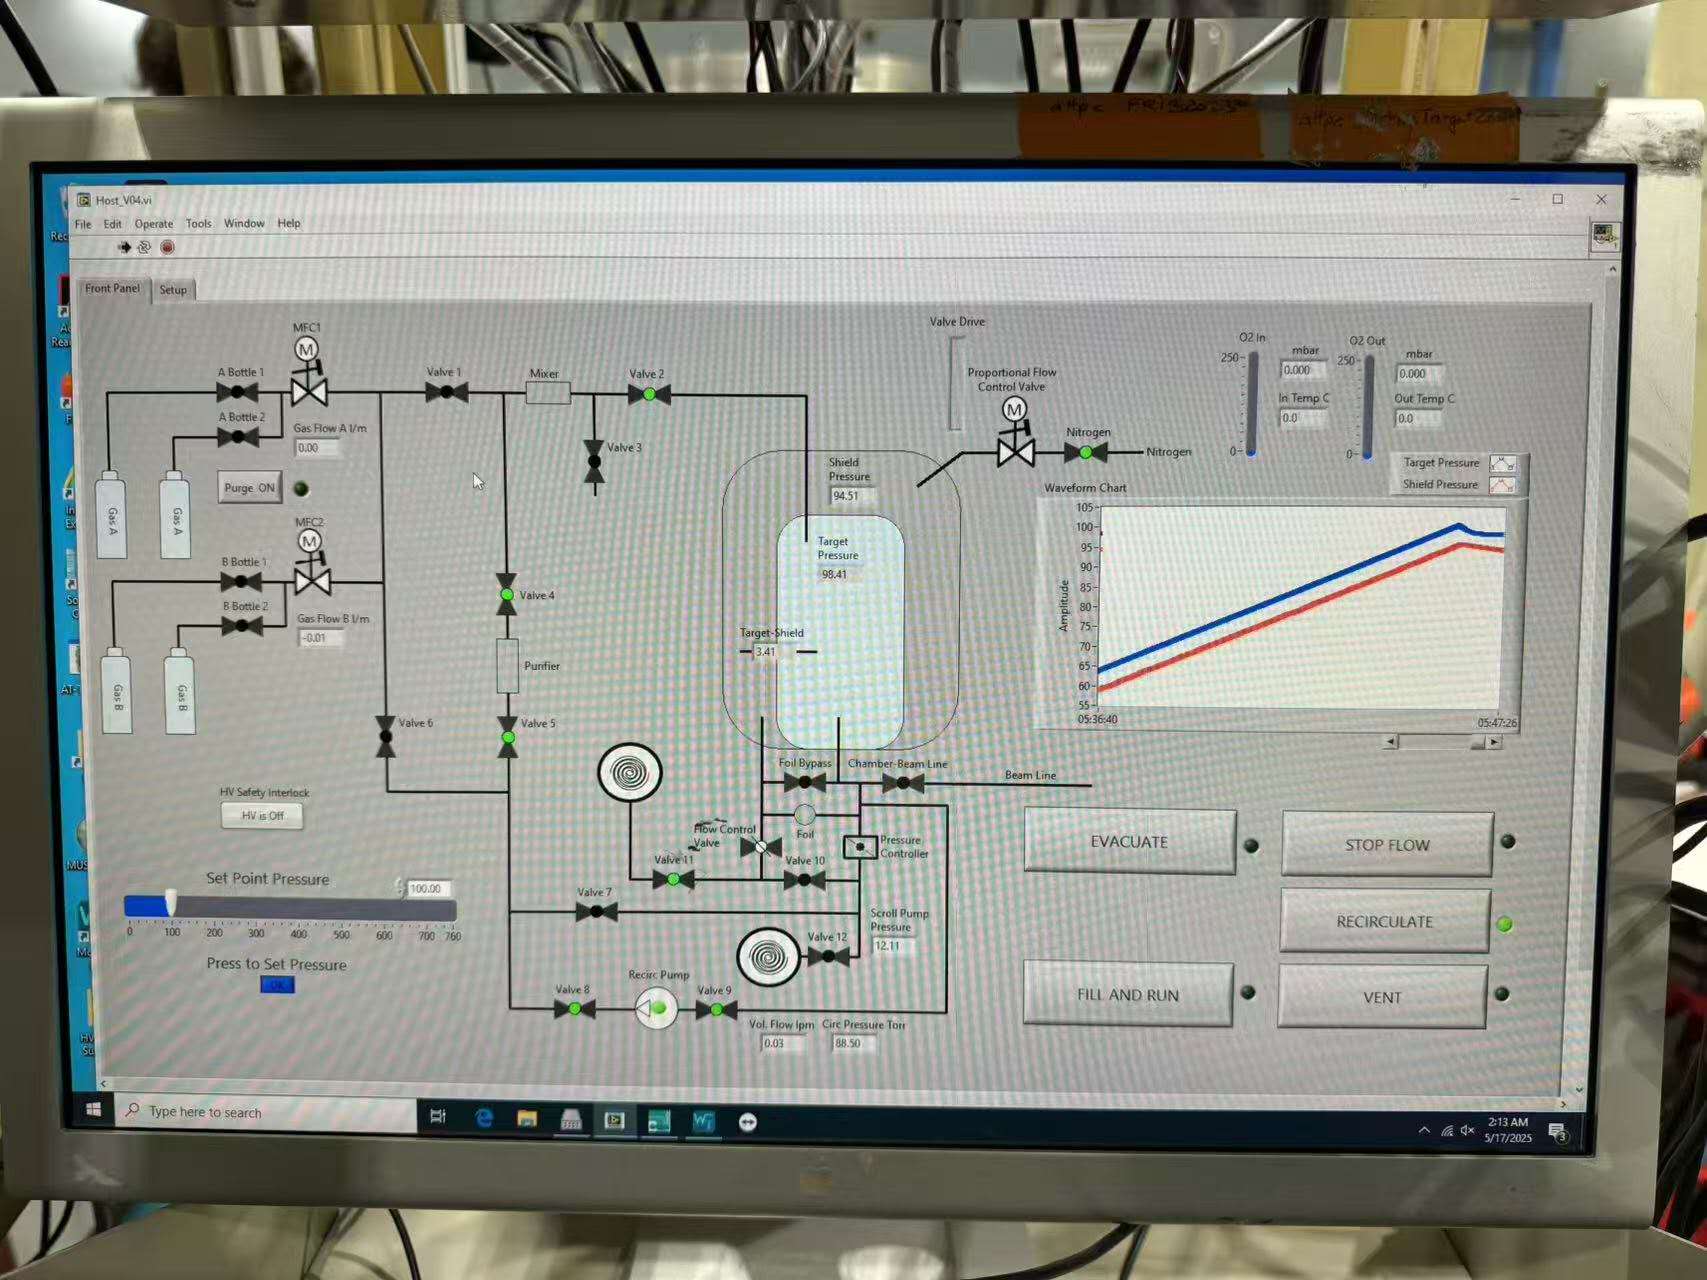 Host_V04.vi
File Edit Operate Tools Window Help
Front Panel
Setup
MFC1
M
A Bottle 1
Valve 1
Mixer
Valve 2
A Bottle 2
Gas Flow A l/m
0.00
Valve 3
Purge ON
Gas A
Gas A
MFC2
M
B Bottle 1
B Bottle 2
Gas Flow B l/m
-0.01
Gas B
Gas B
Valve 4
Purifier
Valve 5
Valve 6
Valve Drive
Proportional Flow
Control Valve
M
Nitrogen
Nitrogen
O2 In
250
0
mbar
0.000
In Temp C
0.0
O2 Out
250
0
mbar
0.000
Out Temp C
0.0
Target Pressure
Shield Pressure
Shield
Pressure
94.51
Target
Pressure
98.41
Target-Shield
3.41
Waveform Chart
Amplitude
105
100
95
90
85
80
75
70
65
60
55
05:36:40
05:47:26
Foil Bypass
Chamber-Beam Line
Beam Line
Foil
Flow Control
Valve
Pressure
Controller
Valve 11
Valve 10
HV Safety Interlock
HV is Off
Set Point Pressure
100.00
0 100 200 300 400 500 600 700 760
Press to Set Pressure
OK
Valve 7
Scroll Pump
Pressure
12.11
Valve 12
Recirc Pump
Valve 8
Valve 9
Vol. Flow lpm
0.03
Circ Pressure Torr
88.50
EVACUATE
STOP FLOW
RECIRCULATE
FILL AND RUN
VENT
Type here to search
2:13 AM
5/17/2025
3